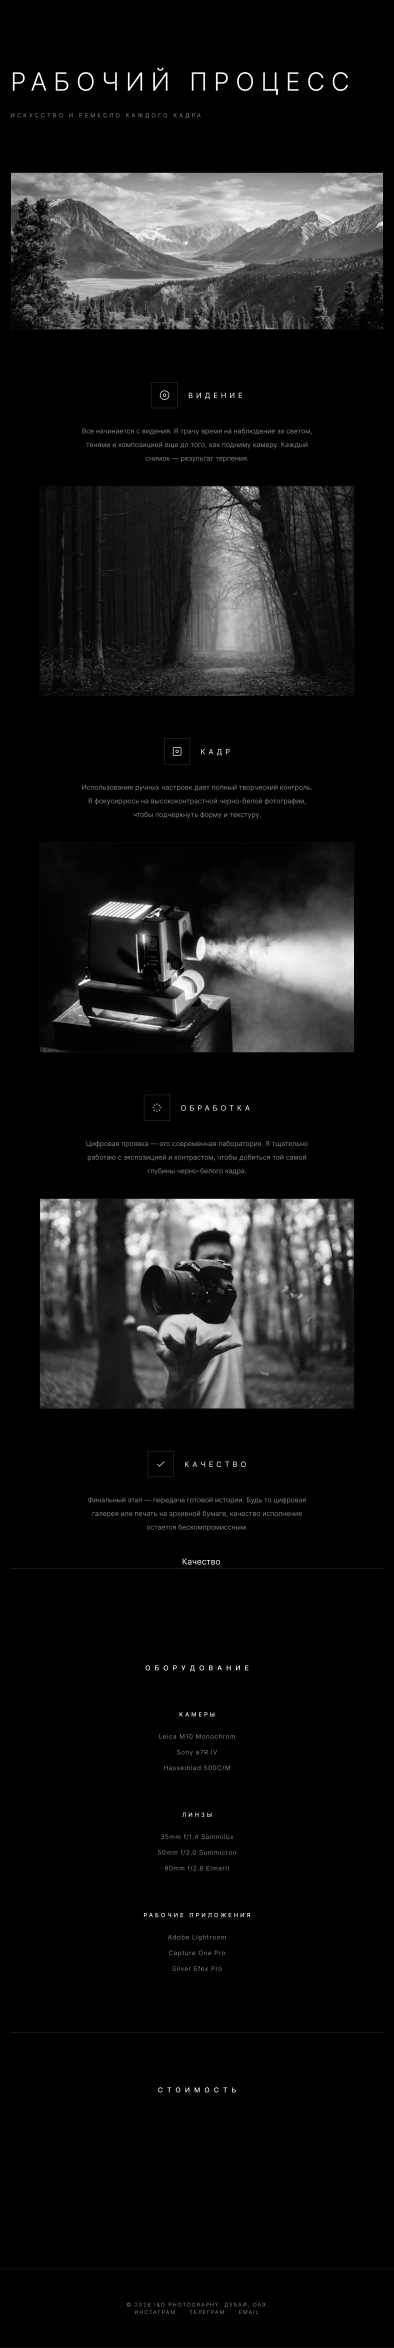 РАБОЧИЙ ПРОЦЕСС
ИСКУССТВО И РЕМЕСЛО КАЖДОГО КАДРА
ВИДЕНИЕ
Все начинается с видения. Я трачу время на наблюдение за светом,
тенями и композицией еще до того, как подниму камеру. Каждый
снимок — результат терпения.
КАДР
Использование ручных настроек дает полный творческий контроль.
Я фокусируюсь на высококонтрастной черно-белой фотографии,
чтобы подчеркнуть форму и текстуру.
ОБРАБОТКА
Цифровая проявка — это современная лаборатория. Я тщательно
работаю с экспозицией и контрастом, чтобы добиться той самой
глубины черно-белого кадра.
КАЧЕСТВО
Финальный этап — передача готовой истории. Будь то цифровая
галерея или печать на архивной бумаге, качество исполнения
остается бескомпромиссным.
Качество
ОБОРУДОВАНИЕ
КАМЕРЫ
Leica M10 Monochrom
Sony a7R IV
Hasselblad 500C/M
ЛИНЗЫ
35mm f/1.4 Summilux
50mm f/2.0 Summicron
90mm f/2.8 Elmarit
РАБОЧИЕ ПРИЛОЖЕНИЯ
Adobe Lightroom
Capture One Pro
Silver Efex Pro
СТОИМОСТЬ
© 2026 I&D PHOTOGRAPHY. ДУБАЙ, ОАЭ.
ИНСТАГРАМ ТЕЛЕГРАМ EMAIL